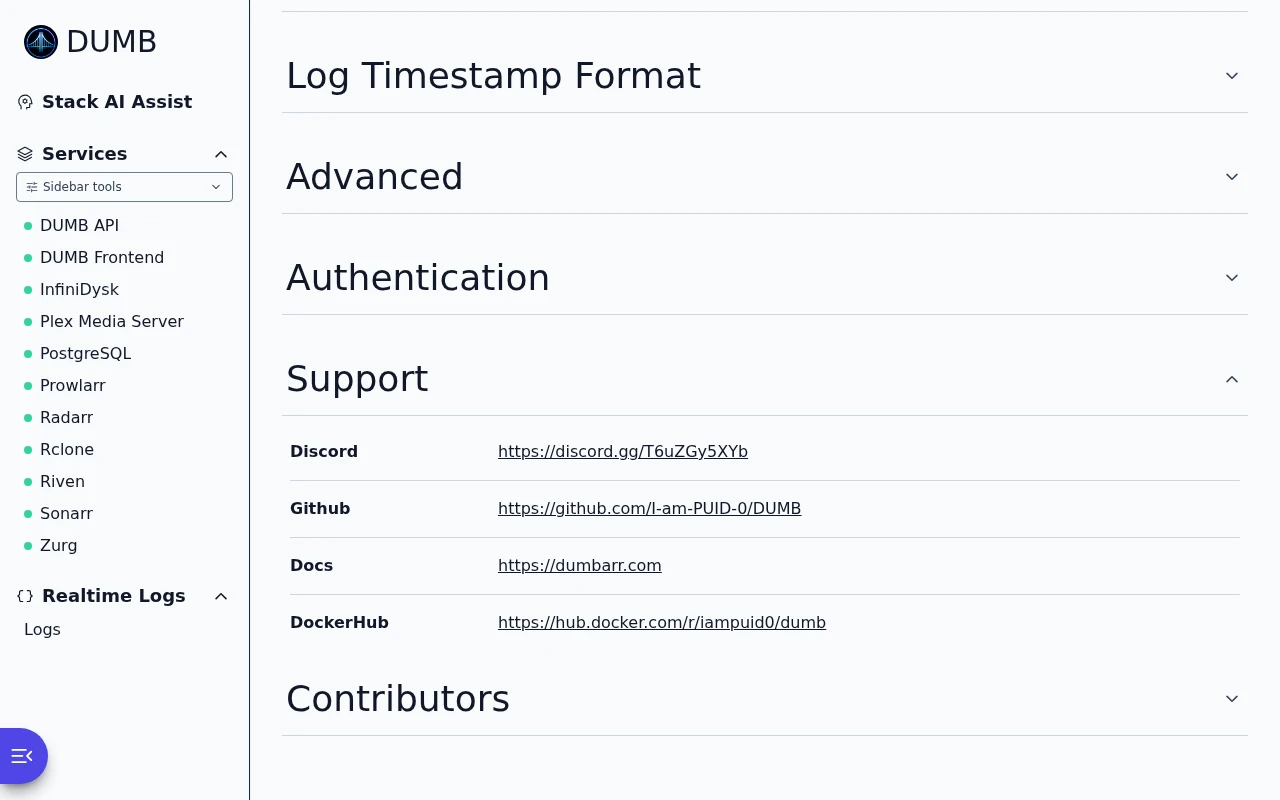 DUMB
Stack AI Assist
Services
Sidebar tools
DUMB API
DUMB Frontend
InfiniDysk
Plex Media Server
PostgreSQL
Prowlarr
Radarr
Rclone
Riven
Sonarr
Zurg
Realtime Logs
Logs
Log Timestamp Format
Advanced
Authentication
Support
Discord https://discord.gg/T6uZGy5XYb
Github https://github.com/I-am-PUID-0/DUMB
Docs https://dumbarr.com
DockerHub https://hub.docker.com/r/iampuid0/dumb
Contributors